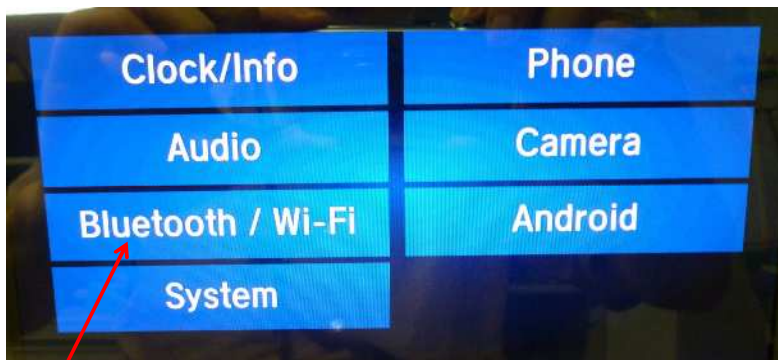 Clock/Info
Phone
Audio
Camera
Bluetooth / Wi-Fi
Android
System